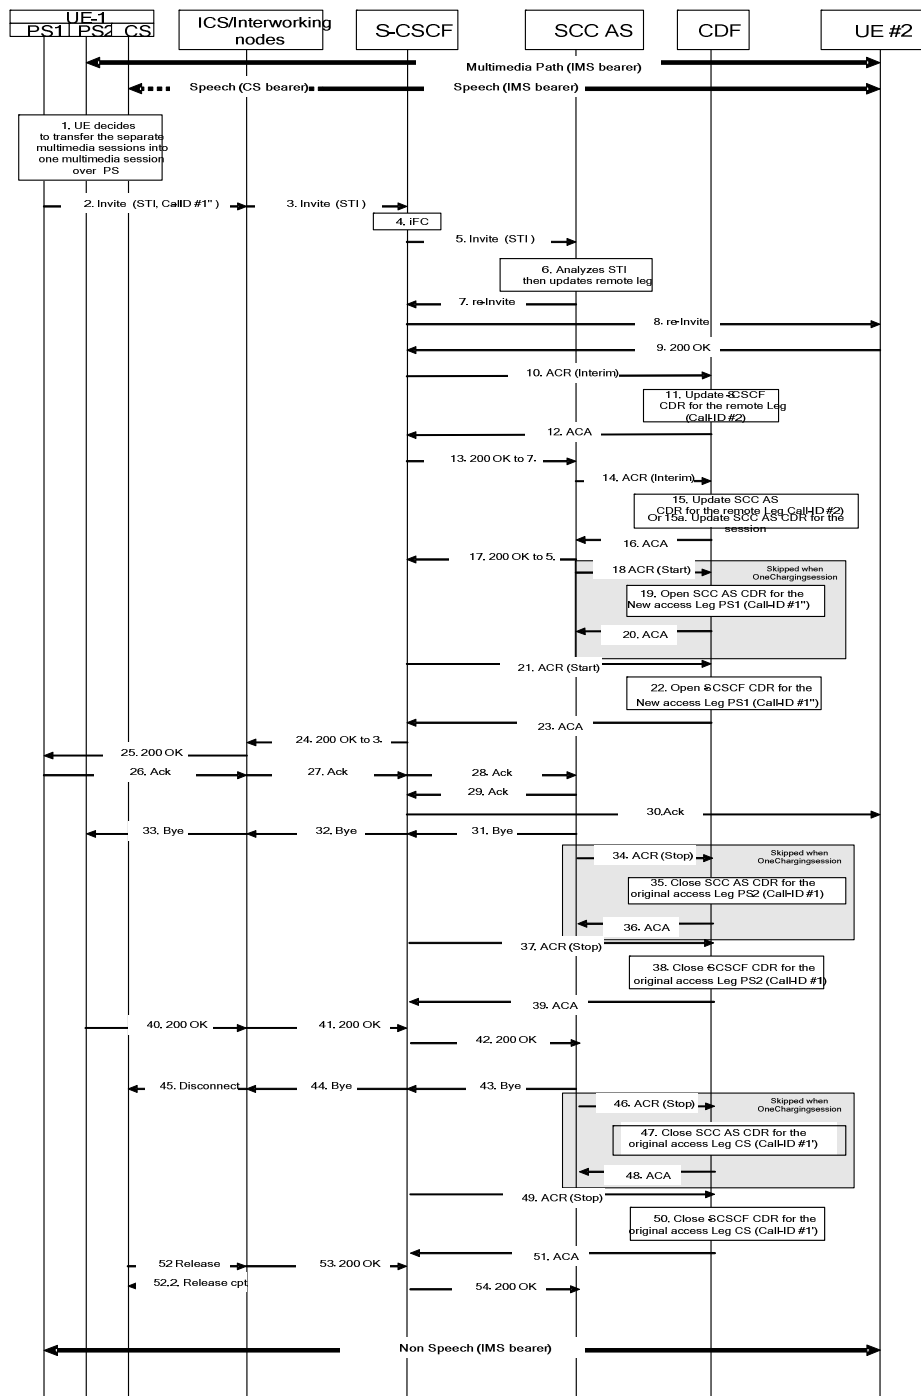 UE-1
PS1 PS2 CS
ICS/Interworking
nodes
S-CSCF
SCC AS
CDF
UE #2
Multimedia Path (IMS bearer)
Speech (CS bearer)
Speech (IMS bearer)
1. UE decides
to transfer the separate
multimedia sessions into
one multimedia session
over PS
2. Invite (STI, CallD #1'')
3. Invite (STI)
4. iFC
5. Invite (STI)
6. Analyzes STI
then updates remote leg
7. re-Invite
8. re-Invite
9. 200 OK
10. ACR (Interim)
11. Update S-CSCF
CDR for the remote Leg
(Call-ID #2)
12. ACA
13. 200 OK to 7.
14. ACR (Interim)
15. Update SCC AS
CDR for the remote Leg Call-ID #2)
Or 15a. Update SCC AS CDR for the
session
16. ACA
17. 200 OK to 5.
18 ACR (Start)
Skipped when
OneChargingsession
19. Open SCC AS CDR for the
New access Leg PS1 (Call-ID #1'')
20. ACA
21. ACR (Start)
22. Open S-CSCF CDR for the
New access Leg PS1 (Call-ID #1'')
23. ACA
24. 200 OK to 3.
25. 200 OK
26. Ack
27. Ack
28. Ack
29. Ack
30.Ack
33. Bye
32. Bye
31. Bye
34. ACR (Stop)
Skipped when
OneChargingsession
35. Close SCC AS CDR for the
original access Leg PS2 (Call-ID #1)
36. ACA
37. ACR (Stop)
38. Close S-CSCF CDR for the
original access Leg PS2 (Call-ID #1)
39. ACA
40. 200 OK
41. 200 OK
42. 200 OK
45. Disconnect
44. Bye
43. Bye
46. ACR (Stop)
Skipped when
OneChargingsession
47. Close SCC AS CDR for the
original access Leg CS (Call-ID #1')
48. ACA
49. ACR (Stop)
50. Close S-CSCF CDR for the
original access Leg CS (Call-ID #1')
51. ACA
52 Release
53. 200 OK
52.2. Release cpt
54. 200 OK
Non Speech (IMS bearer)